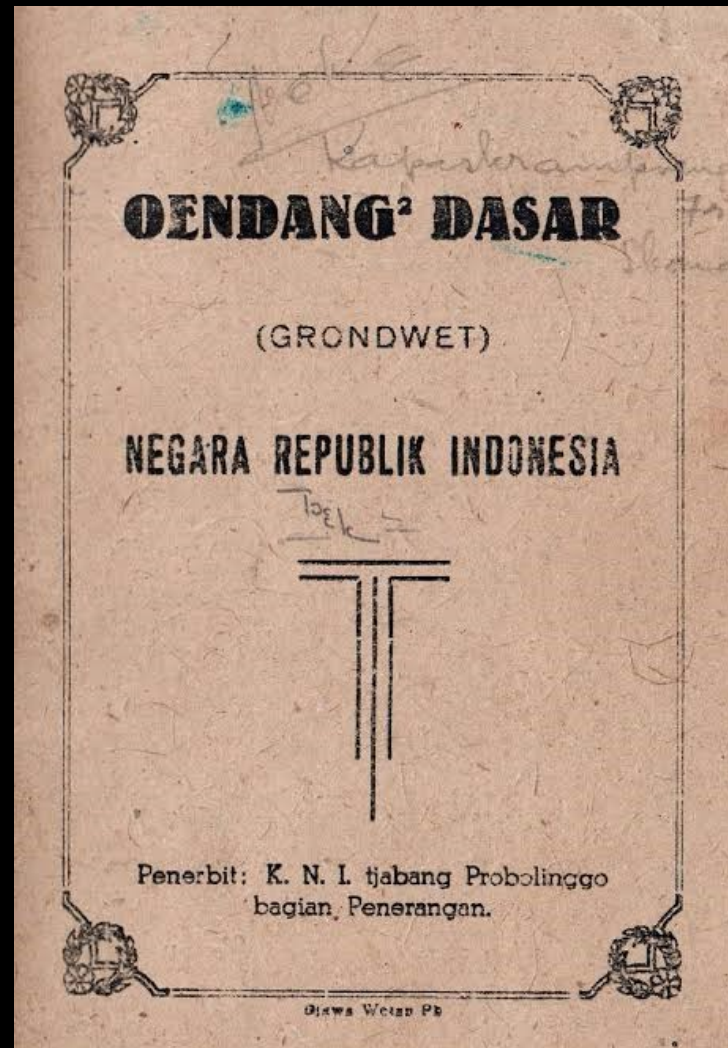 OENDANG² DASAR
(GRONDWET)
NEGARA REPUBLIK INDONESIA
Penerbit: K. N. I. tjabang Probolinggo
bagian Penerangan.
Djawa Wetan Pb